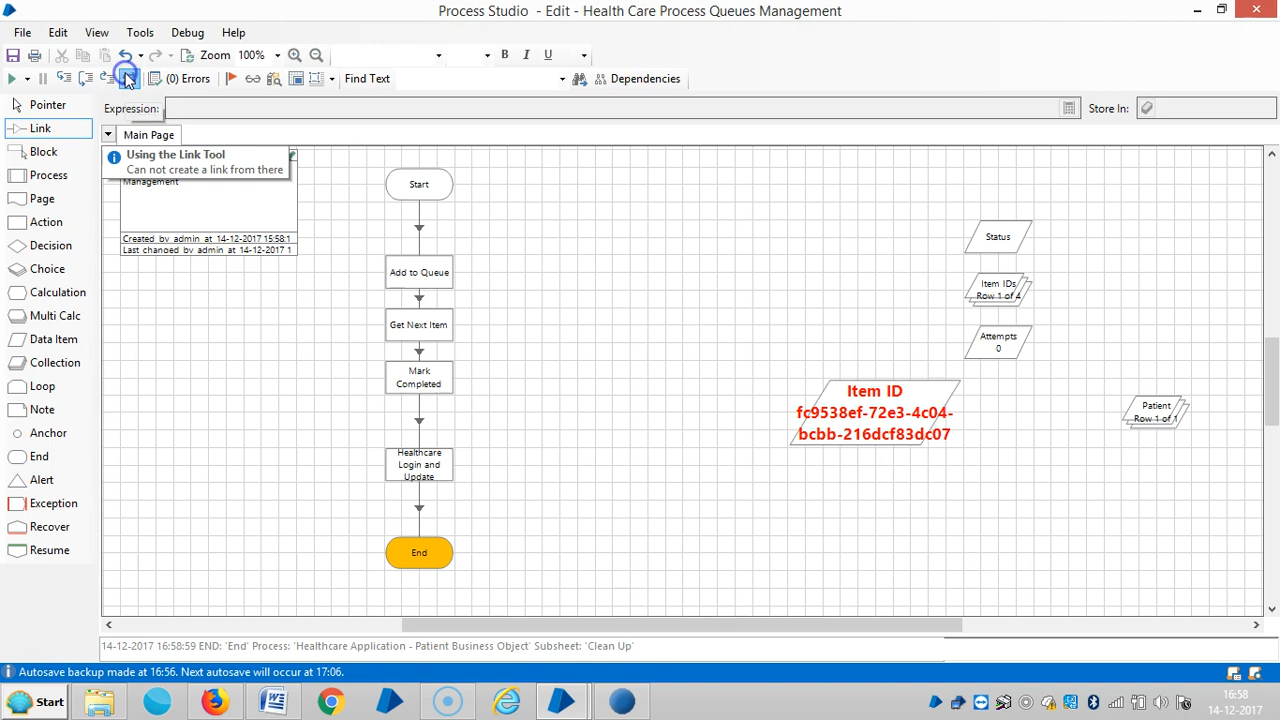 Process Studio  - Edit - Health Care Process Queues Management
File Edit View Tools Debug Help
Zoom 100% B I U
(0) Errors Find Text Dependencies
Expression: Store In:
Pointer
Link
Block
Process
Page
Action
Decision
Choice
Calculation
Multi Calc
Data Item
Collection
Loop
Note
Anchor
End
Alert
Exception
Recover
Resume
Main Page
Using the Link Tool
Can not create a link from there
Management
Created by admin at 14-12-2017 15:58:1
Last changed by admin at 14-12-2017 1
Start
Add to Queue
Get Next Item
Mark
Completed
Healthcare
Login and
Update
End
Status
Item IDs
Row 1 of 4
Attempts
0
Item ID
fc9538ef-72e3-4c04-
bcbb-216dcf83dc07
Patient
Row 1 of 1
14-12-2017 16:58:59 END: 'End' Process: 'Healthcare Application - Patient Business Object' Subsheet: 'Clean Up'
Autosave backup made at 16:56. Next autosave will occur at 17:06.
Start
16:58
14-12-2017